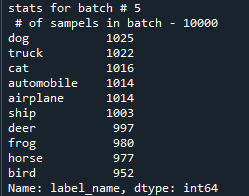 stats for batch # 5
# of sampels in batch - 10000
dog 1025
truck 1022
cat 1016
automobile 1014
airplane 1014
ship 1003
deer 997
frog 980
horse 977
bird 952
Name: label_name, dtype: int64